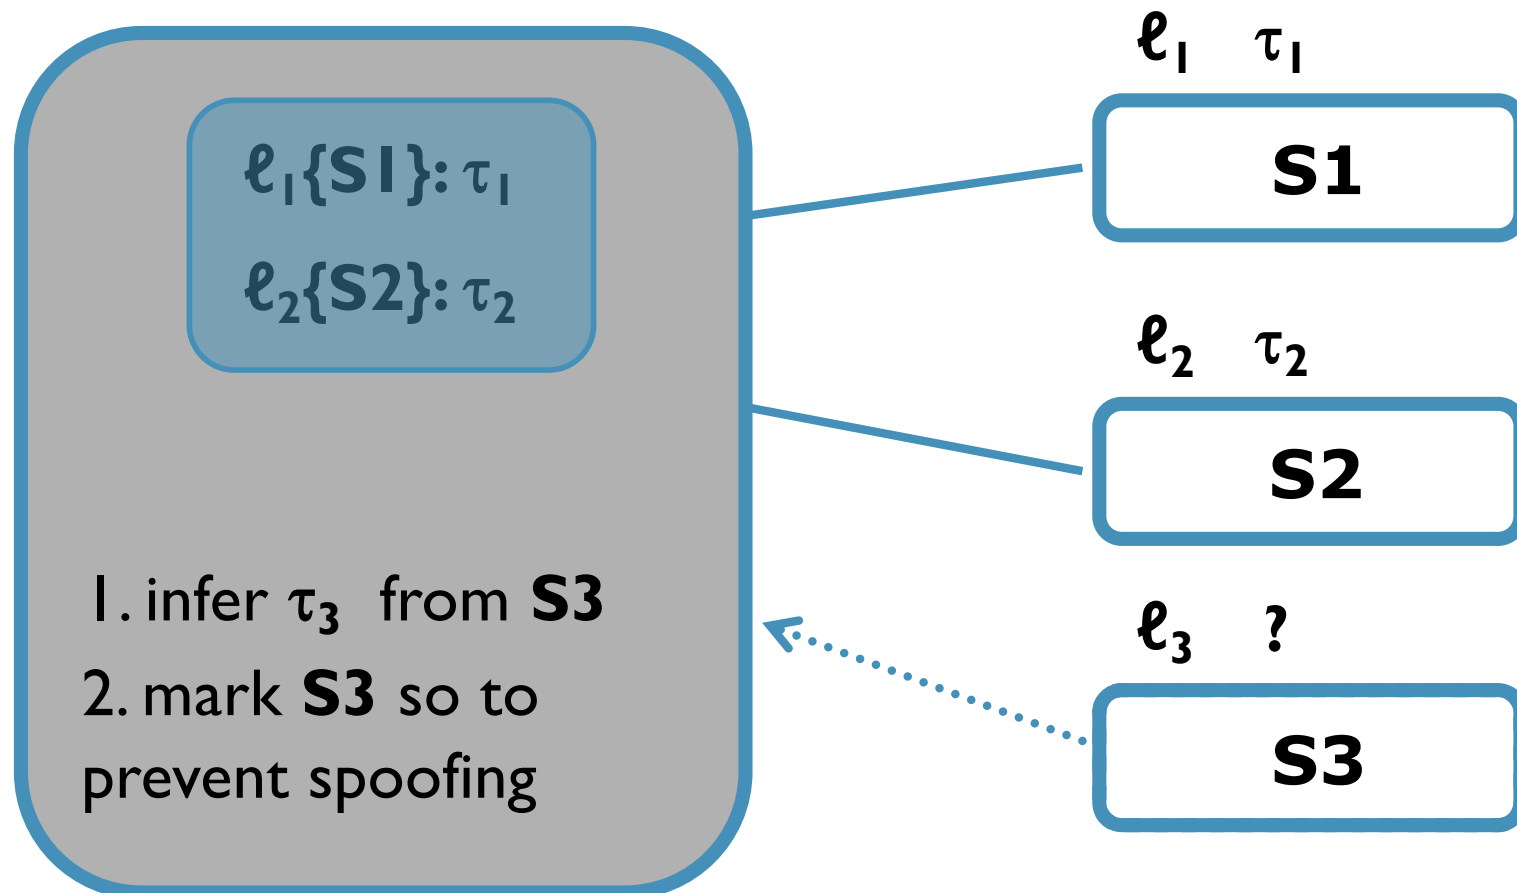 ℓ₁{S1}: τ₁
ℓ₂{S2}: τ₂
1. infer τ₃ from S3
2. mark S3 so to
prevent spoofing
ℓ₁ τ₁
S1
ℓ₂ τ₂
S2
ℓ₃ ?
S3